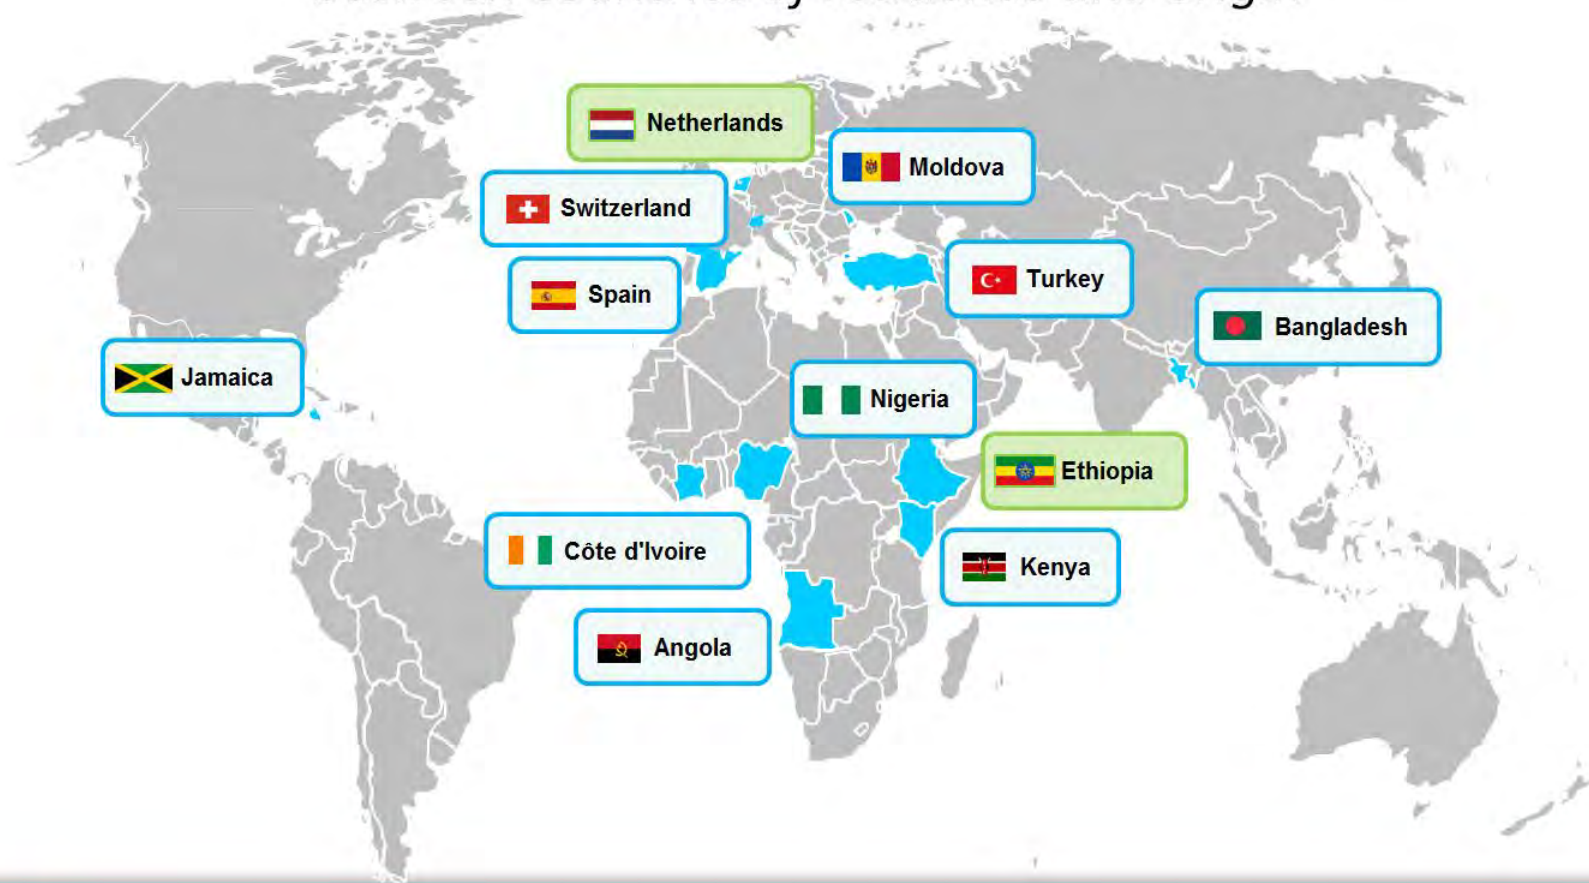 Netherlands
Moldova
Switzerland
Turkey
Spain
Bangladesh
Jamaica
Nigeria
Ethiopia
Côte d'Ivoire
Kenya
Angola